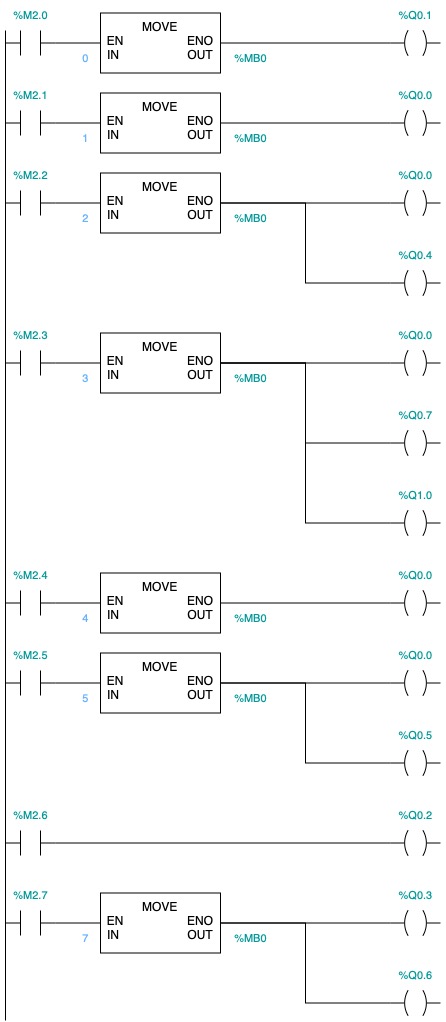 %M2.0 %Q0.1
MOVE
EN ENO
0 IN OUT %MB0
%M2.1 %Q0.0
MOVE
EN ENO
1 IN OUT %MB0
%M2.2 %Q0.0
MOVE
EN ENO
2 IN OUT %MB0
%Q0.4
%M2.3 %Q0.0
MOVE
EN ENO
3 IN OUT %MB0
%Q0.7
%Q1.0
%M2.4 %Q0.0
MOVE
EN ENO
4 IN OUT %MB0
%M2.5 %Q0.0
MOVE
EN ENO
5 IN OUT %MB0
%Q0.5
%M2.6 %Q0.2
%M2.7 %Q0.3
MOVE
EN ENO
7 IN OUT %MB0
%Q0.6